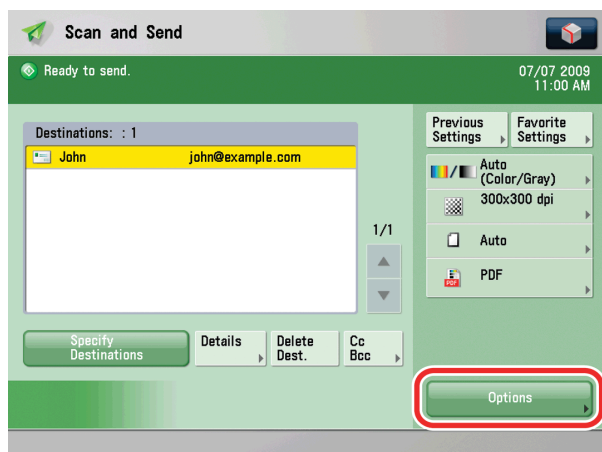 Scan and Send
Ready to send.
07/07 2009
11:00 AM
Destinations: : 1
John john@example.com
1/1
Specify
Destinations
Details
Delete
Dest.
Cc
Bcc
Previous
Settings
Favorite
Settings
Auto
(Color/Gray)
300x300 dpi
Auto
PDF
PDF
Options